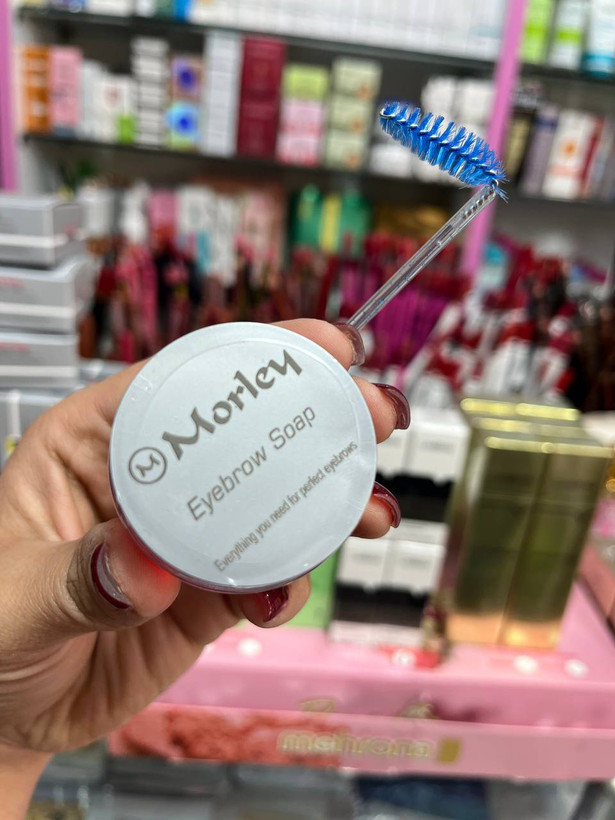 M Morley
Eyebrow Soap
Everything you need for perfect eyebrows